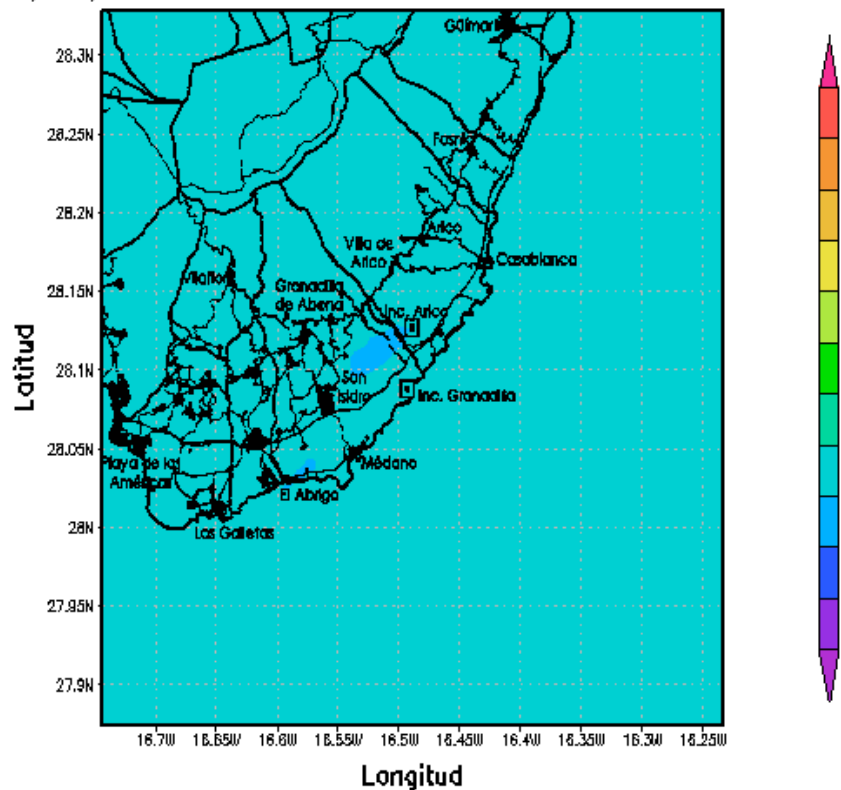 Güímar
28.3N
28.25N
Fasnia
28.2N
Arico
Villa de
Arico
Casablanca
Vilaflor
28.15N
Granadilla
de Abona
Inc. Arico
28.1N
San
Isidro
Inc. Granadilla
28.05N
Playa de las
Américas
Médano
El Abrigo
28N
Las Galletas
27.95N
27.9N
16.7W 16.65W 16.6W 16.55W 16.5W 16.45W 16.4W 16.35W 16.3W 16.25W
Latitud
Longitud